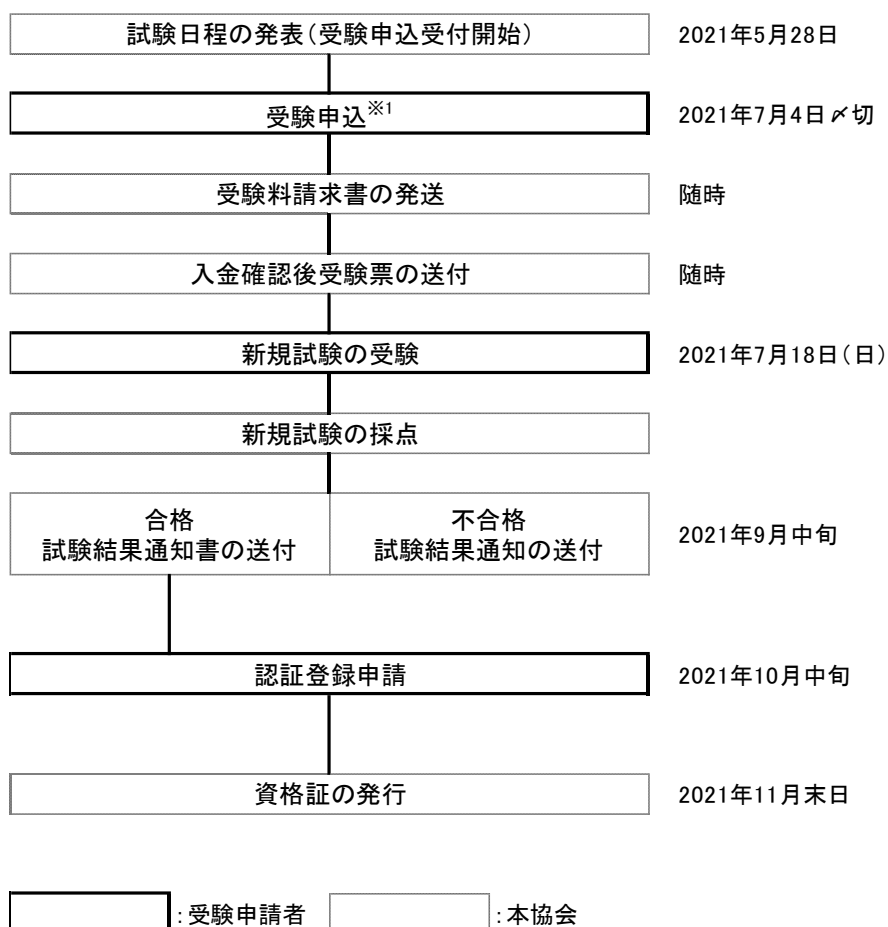 試験日程の発表(受験申込受付開始) 2021年5月28日
受験申込※1 2021年7月4日〆切
受験料請求書の発送 随時
入金確認後受験票の送付 随時
新規試験の受験 2021年7月18日(日)
新規試験の採点
合格 不合格
試験結果通知書の送付 試験結果通知の送付 2021年9月中旬
認証登録申請 2021年10月中旬
資格証の発行 2021年11月末日
:受験申請者 :本協会